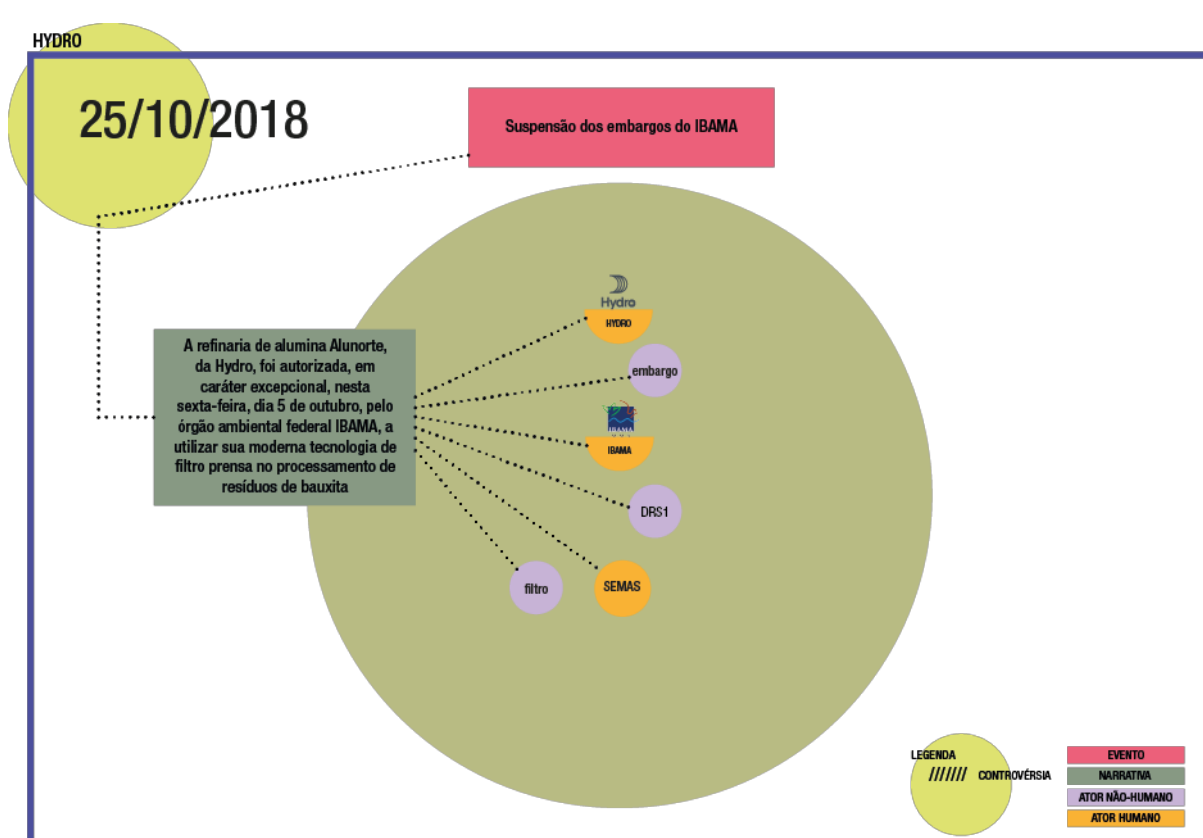 HYDRO
25/10/2018
Suspensão dos embargos do IBAMA
A refinaria de alumina Alunorte,
da Hydro, foi autorizada, em
caráter excepcional, nesta
sexta-feira, dia 5 de outubro, pelo
órgão ambiental federal IBAMA, a
utilizar sua moderna tecnologia de
filtro prensa no processamento de
resíduos de bauxita
Hydro
HYDRO
embargo
IBAMA
IBAMA
DRS1
filtro
SEMAS
LEGENDA
/////// CONTROVÉRSIA
EVENTO
NARRATIVA
ATOR NÃO-HUMANO
ATOR HUMANO